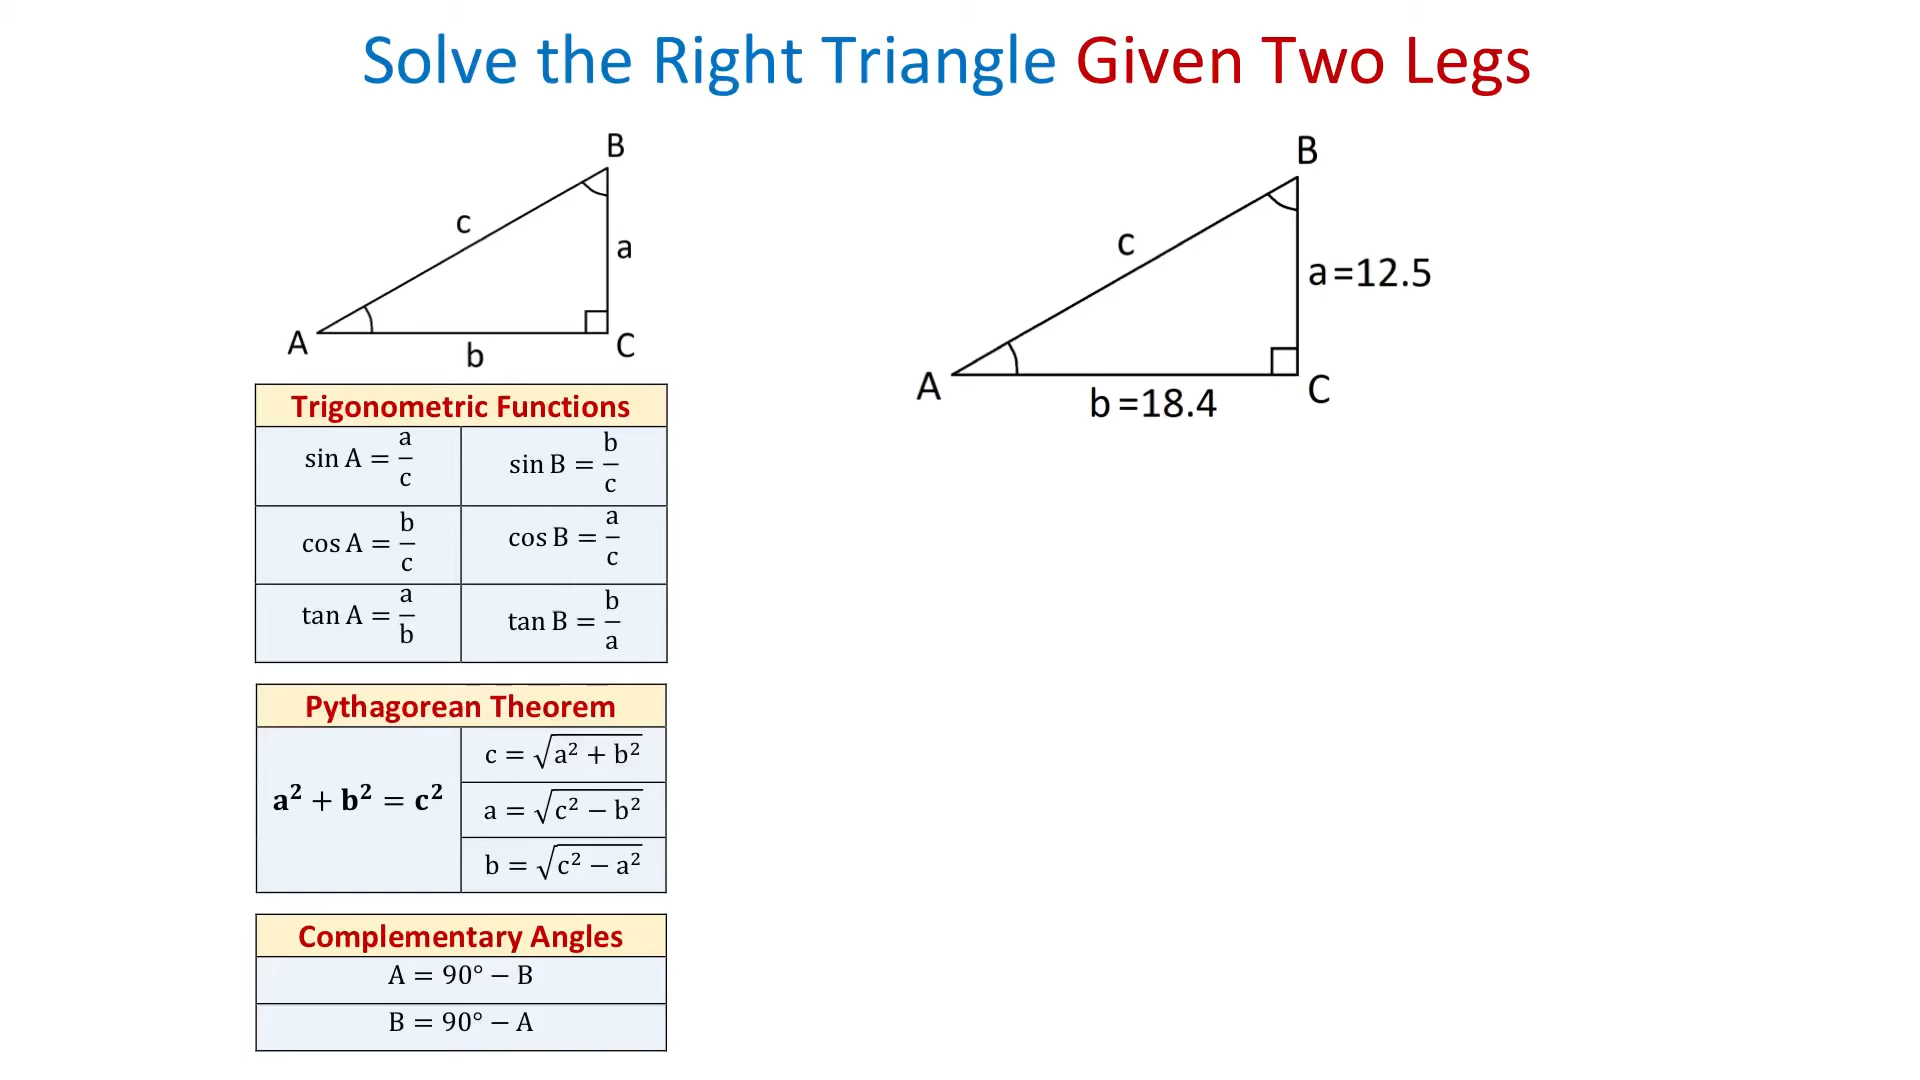 Solve the Right Triangle Given Two Legs
B
c
a
A
b
C
Trigonometric Functions
sin A = a/c
sin B = b/c
cos A = b/c
cos B = a/c
tan A = a/b
tan B = b/a
Pythagorean Theorem
a² + b² = c²
c = √(a² + b²)
a = √(c² − b²)
b = √(c² − a²)
Complementary Angles
A = 90° − B
B = 90° − A
B
c
a=12.5
A
b=18.4
C